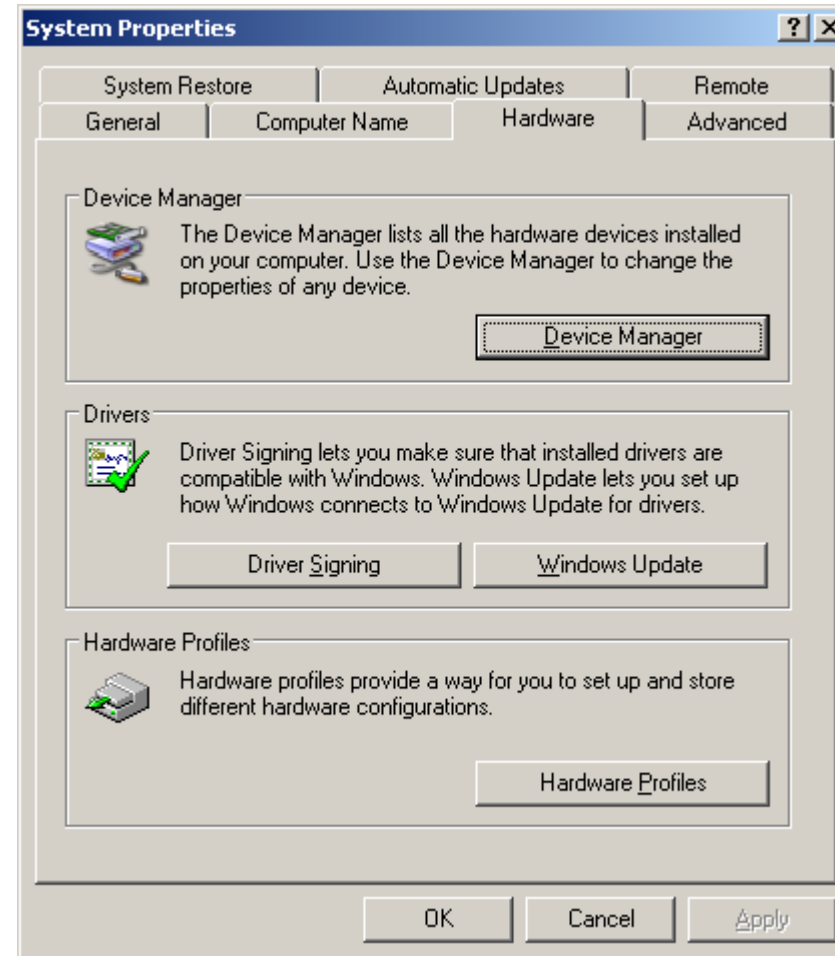 System Properties
System Restore Automatic Updates Remote
General Computer Name Hardware Advanced
Device Manager
The Device Manager lists all the hardware devices installed
on your computer. Use the Device Manager to change the
properties of any device.
Device Manager
Drivers
Driver Signing lets you make sure that installed drivers are
compatible with Windows. Windows Update lets you set up
how Windows connects to Windows Update for drivers.
Driver Signing Windows Update
Hardware Profiles
Hardware profiles provide a way for you to set up and store
different hardware configurations.
Hardware Profiles
OK Cancel Apply